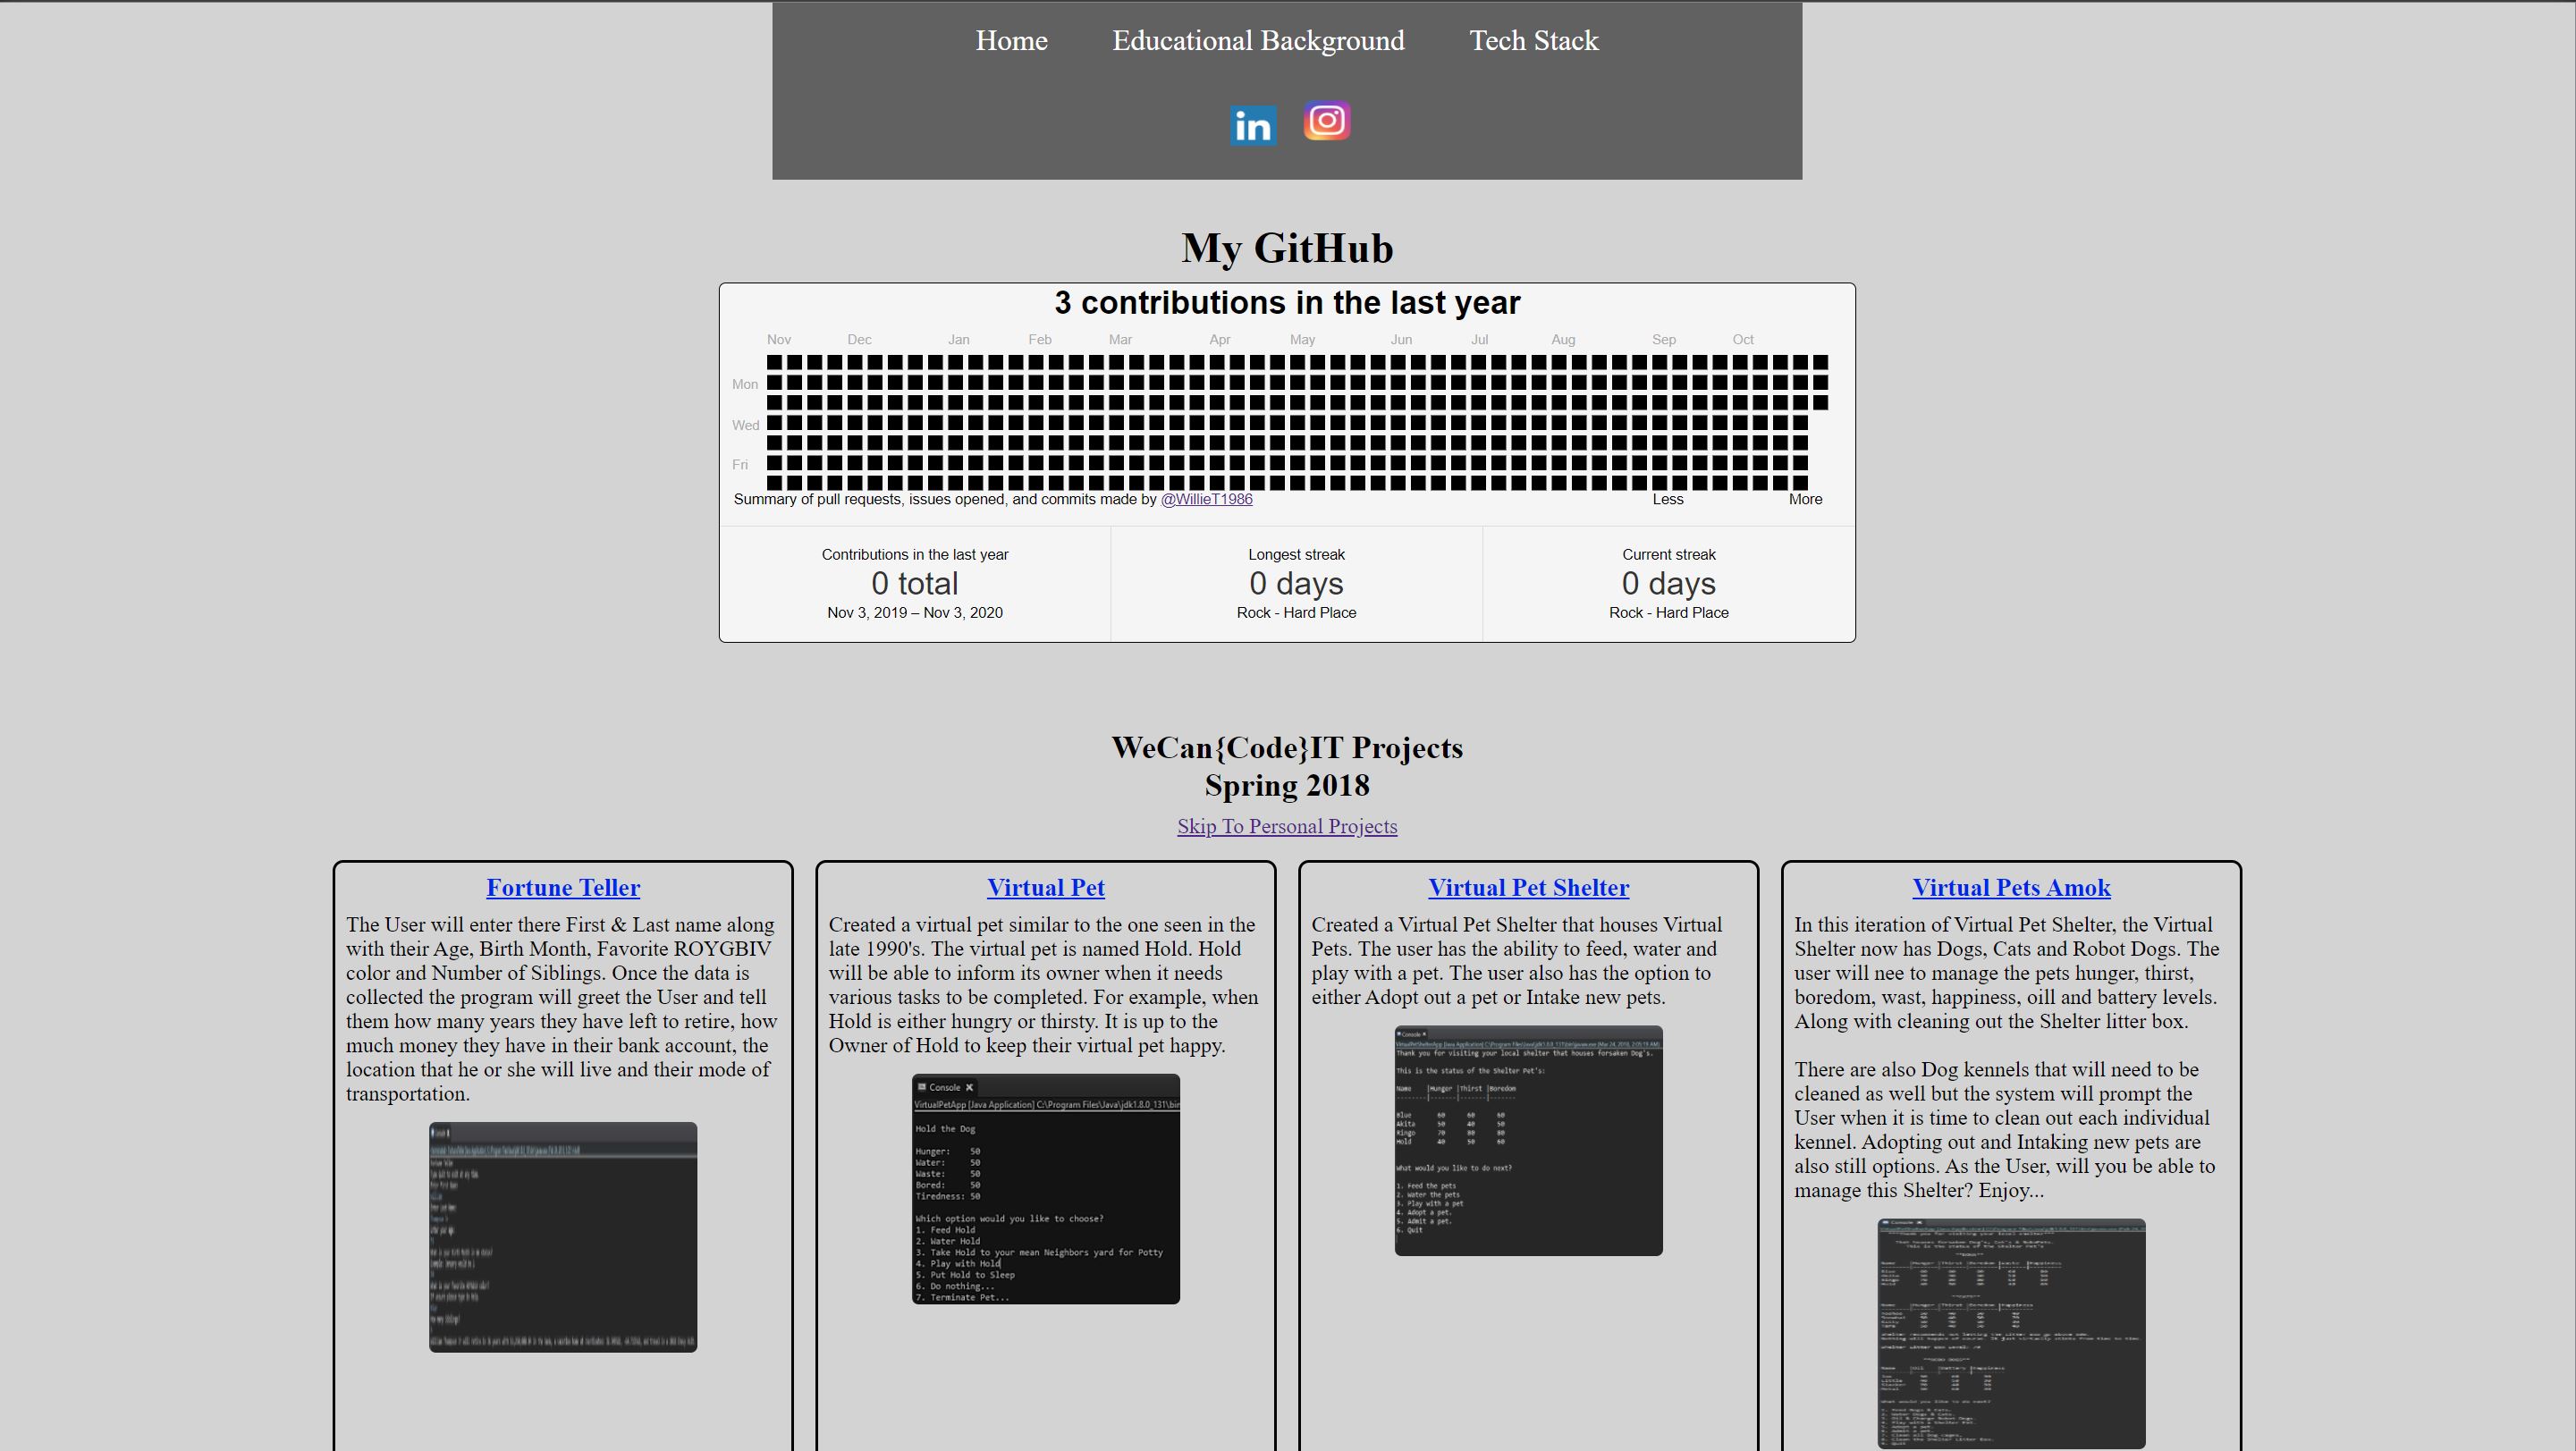 Home Educational Background Tech Stack
in
My GitHub
3 contributions in the last year
Nov Dec Jan Feb Mar Apr May Jun Jul Aug Sep Oct
Mon
Wed
Fri
Summary of pull requests, issues opened, and commits made by @WillieT1986 Less More
Contributions in the last year
0 total
Nov 3, 2019 – Nov 3, 2020
Longest streak
0 days
Rock - Hard Place
Current streak
0 days
Rock - Hard Place
WeCan{Code}IT Projects
Spring 2018
Skip To Personal Projects
Fortune Teller
The User will enter there First & Last name along
with their Age, Birth Month, Favorite ROYGBIV
color and Number of Siblings. Once the data is
collected the program will greet the User and tell
them how many years they have left to retire, how
much money they have in their bank account, the
location that he or she will live and their mode of
transportation.
Virtual Pet
Created a virtual pet similar to the one seen in the
late 1990's. The virtual pet is named Hold. Hold
will be able to inform its owner when it needs
various tasks to be completed. For example, when
Hold is either hungry or thirsty. It is up to the
Owner of Hold to keep their virtual pet happy.
Console
VirtualPetApp [Java Application] C:\Program Files\Java\jdk1.8.0_131\bin
Hold the Dog
Hunger: 50
Water: 50
Waste: 50
Bored: 50
Tiredness: 50
Which option would you like to choose?
1. Feed Hold
2. Water Hold
3. Take Hold to your mean Neighbors yard for Potty
4. Play with Hold
5. Put Hold to Sleep
6. Do nothing...
7. Terminate Pet...
Virtual Pet Shelter
Created a Virtual Pet Shelter that houses Virtual
Pets. The user has the ability to feed, water and
play with a pet. The user also has the option to
either Adopt out a pet or Intake new pets.
Console
Thank you for visiting your local shelter that houses forsaken Dog's.
This is the status of the Shelter Pet's:
Name |Hunger |Thirst |Boredom
Blue 60 60 60
Akita 50 40 50
Ringo 70 80 80
Hold 40 50 60
What would you like to do next?
1. Feed the pets
2. Water the pets
3. Play with a pet
4. Adopt a pet.
5. Admit a pet.
6. Quit
Virtual Pets Amok
In this iteration of Virtual Pet Shelter, the Virtual
Shelter now has Dogs, Cats and Robot Dogs. The
user will nee to manage the pets hunger, thirst,
boredom, wast, happiness, oill and battery levels.
Along with cleaning out the Shelter litter box.
There are also Dog kennels that will need to be
cleaned as well but the system will prompt the
User when it is time to clean out each individual
kennel. Adopting out and Intaking new pets are
also still options. As the User, will you be able to
manage this Shelter? Enjoy...
Console